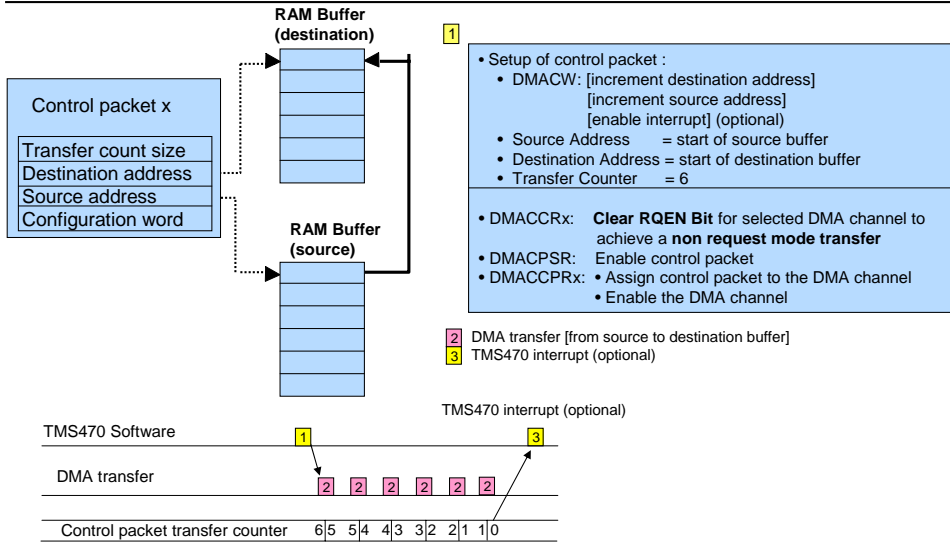 RAM Buffer
(destination)
1
Control packet x
Transfer count size
Destination address
Source address
Configuration word
RAM Buffer
(source)
• Setup of control packet :
• DMACW: [increment destination address]
[increment source address]
[enable interrupt] (optional)
• Source Address = start of source buffer
• Destination Address = start of destination buffer
• Transfer Counter = 6
• DMACCRx: Clear RQEN Bit for selected DMA channel to
achieve a non request mode transfer
• DMACPSR: Enable control packet
• DMACCPRx: • Assign control packet to the DMA channel
• Enable the DMA channel
2 DMA transfer [from source to destination buffer]
3 TMS470 interrupt (optional)
TMS470 interrupt (optional)
TMS470 Software 1 3
DMA transfer 2 2 2 2 2 2
Control packet transfer counter 6 5 5 4 4 3 3 2 2 1 1 0